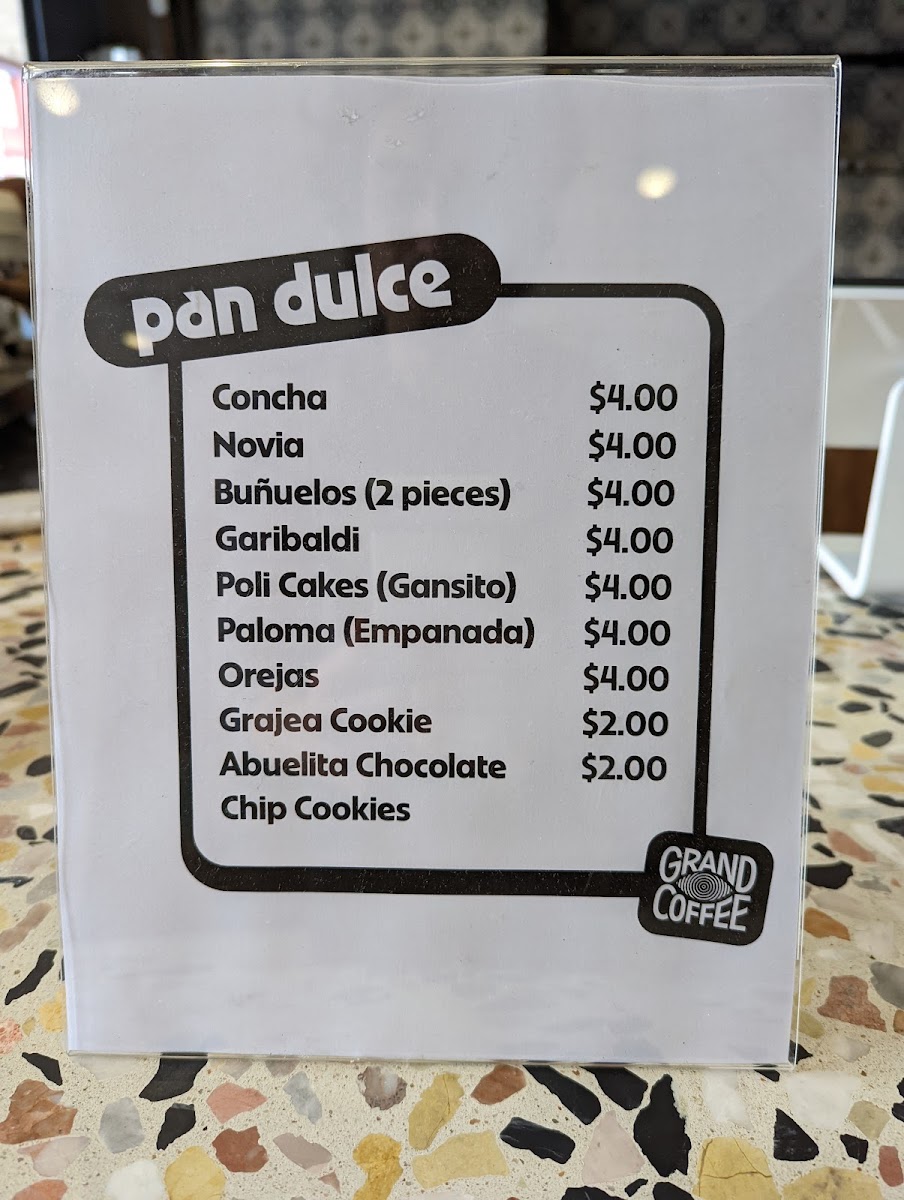 pan dulce
Concha $4.00
Novia $4.00
Buñuelos (2 pieces) $4.00
Garibaldi $4.00
Poli Cakes (Gansito) $4.00
Paloma (Empanada) $4.00
Orejas $4.00
Grajea Cookie $2.00
Abuelita Chocolate $2.00
Chip Cookies
GRAND
COFFEE